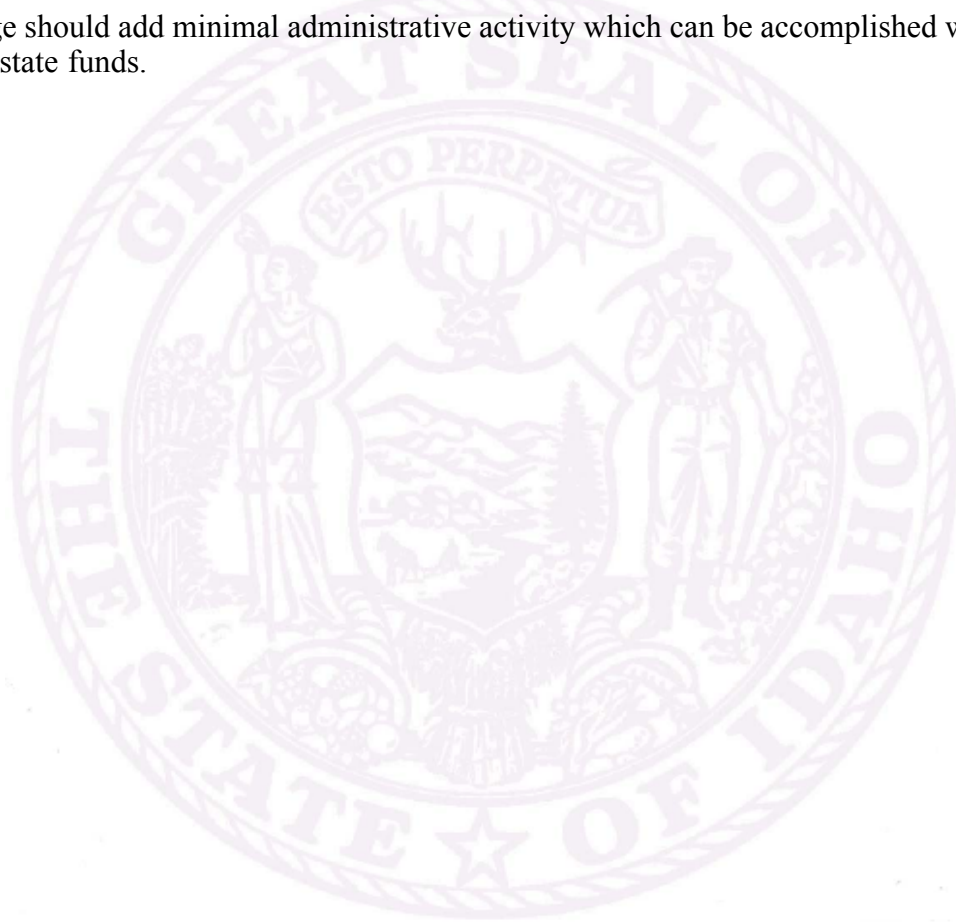 ge should add minimal administrative activity which can be accomplished w
state funds.
GREAT SEAL OF
THE STATE OF IDAHO
ESTO PERPETUA